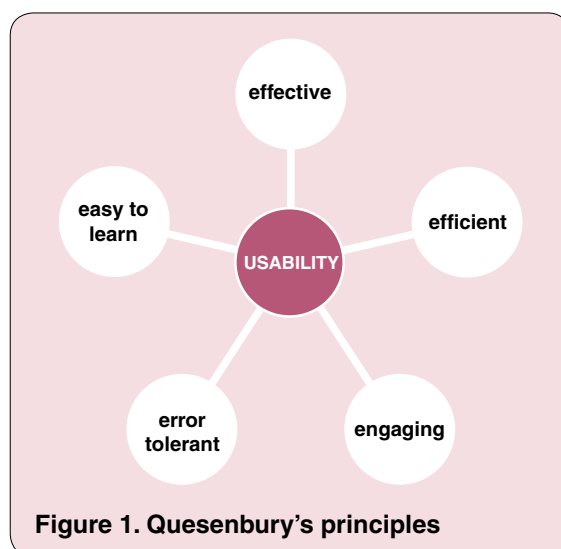 effective
easy to
learn
efficient
USABILITY
error
tolerant
engaging
Figure 1. Quesenbury’s principles